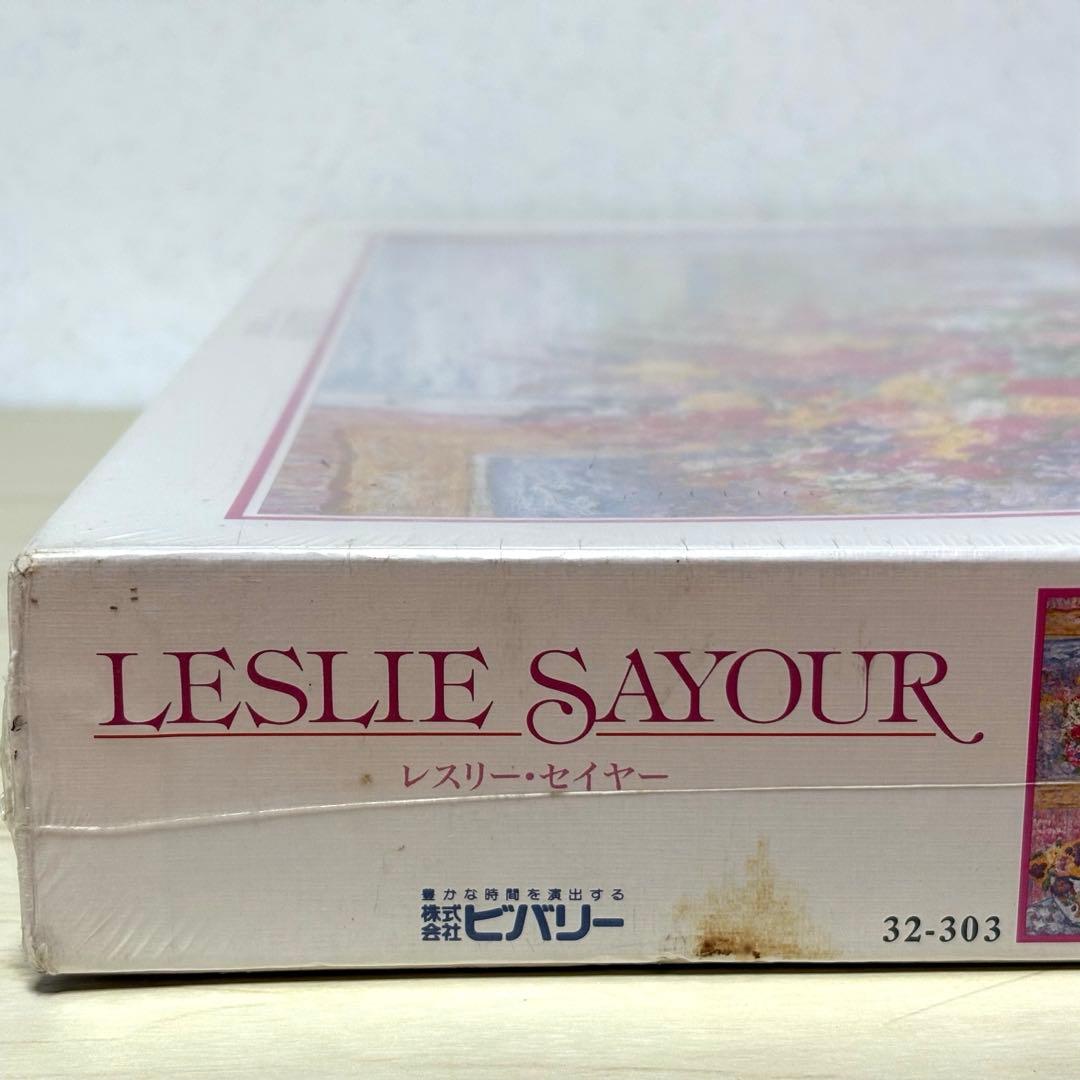 LESLIE SAYOUR
レスリー・セイヤー
豊かな時間を演出する
株式会社ビバリー
32-303